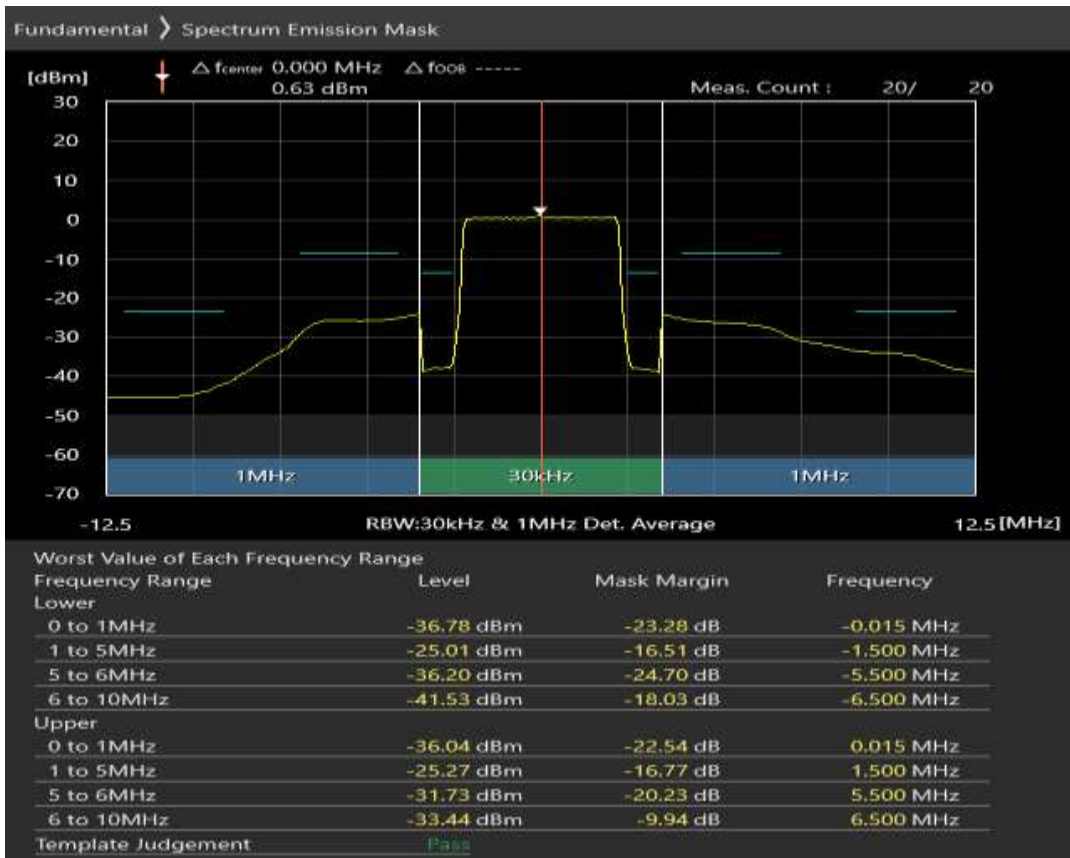 Fundamental ❭ Spectrum Emission Mask
[dBm] △ fcenter 0.000 MHz △ fOOB -----
0.63 dBm Meas. Count : 20/ 20
30
20
10
0
-10
-20
-30
-40
-50
-60
-70
1MHz 30kHz 1MHz
-12.5 RBW:30kHz & 1MHz Det. Average 12.5 [MHz]
Worst Value of Each Frequency Range
Frequency Range Level Mask Margin Frequency
Lower
0 to 1MHz -36.78 dBm -23.28 dB -0.015 MHz
1 to 5MHz -25.01 dBm -16.51 dB -1.500 MHz
5 to 6MHz -36.20 dBm -24.70 dB -5.500 MHz
6 to 10MHz -41.53 dBm -18.03 dB -6.500 MHz
Upper
0 to 1MHz -36.04 dBm -22.54 dB 0.015 MHz
1 to 5MHz -25.27 dBm -16.77 dB 1.500 MHz
5 to 6MHz -31.73 dBm -20.23 dB 5.500 MHz
6 to 10MHz -33.44 dBm -9.94 dB 6.500 MHz
Template Judgement Pass